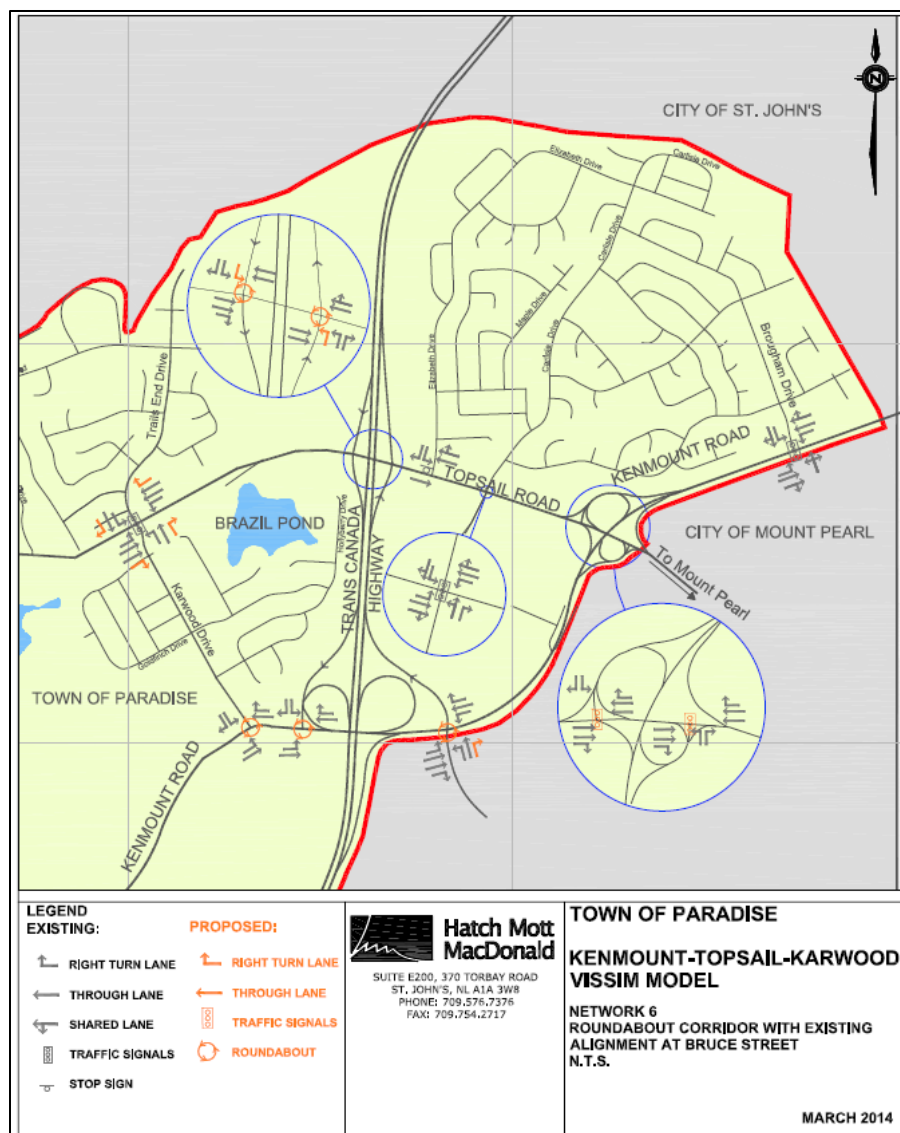 CITY OF ST. JOHN'S
Elizabeth Drive
Carlisle Drive
Carlisle Drive
Maple Drive
Elizabeth Drive
Carlisle Drive
Brougham Drive
Trails End Drive
KENMOUNT ROAD
TOPSAIL ROAD
BRAZIL POND
Hollyberry Drive
TRANS CANADA
HIGHWAY
CITY OF MOUNT PEARL
To Mount Pearl
Karwood Drive
Goldfinch Drive
TOWN OF PARADISE
KENMOUNT ROAD
N
LEGEND
EXISTING:
RIGHT TURN LANE
THROUGH LANE
SHARED LANE
TRAFFIC SIGNALS
STOP SIGN
PROPOSED:
RIGHT TURN LANE
THROUGH LANE
TRAFFIC SIGNALS
ROUNDABOUT
Hatch Mott
MacDonald
SUITE E200, 370 TORBAY ROAD
ST. JOHN'S, NL A1A 3W8
PHONE: 709.576.7376
FAX: 709.754.2717
TOWN OF PARADISE
KENMOUNT-TOPSAIL-KARWOOD
VISSIM MODEL
NETWORK 6
ROUNDABOUT CORRIDOR WITH EXISTING
ALIGNMENT AT BRUCE STREET
N.T.S.
MARCH 2014